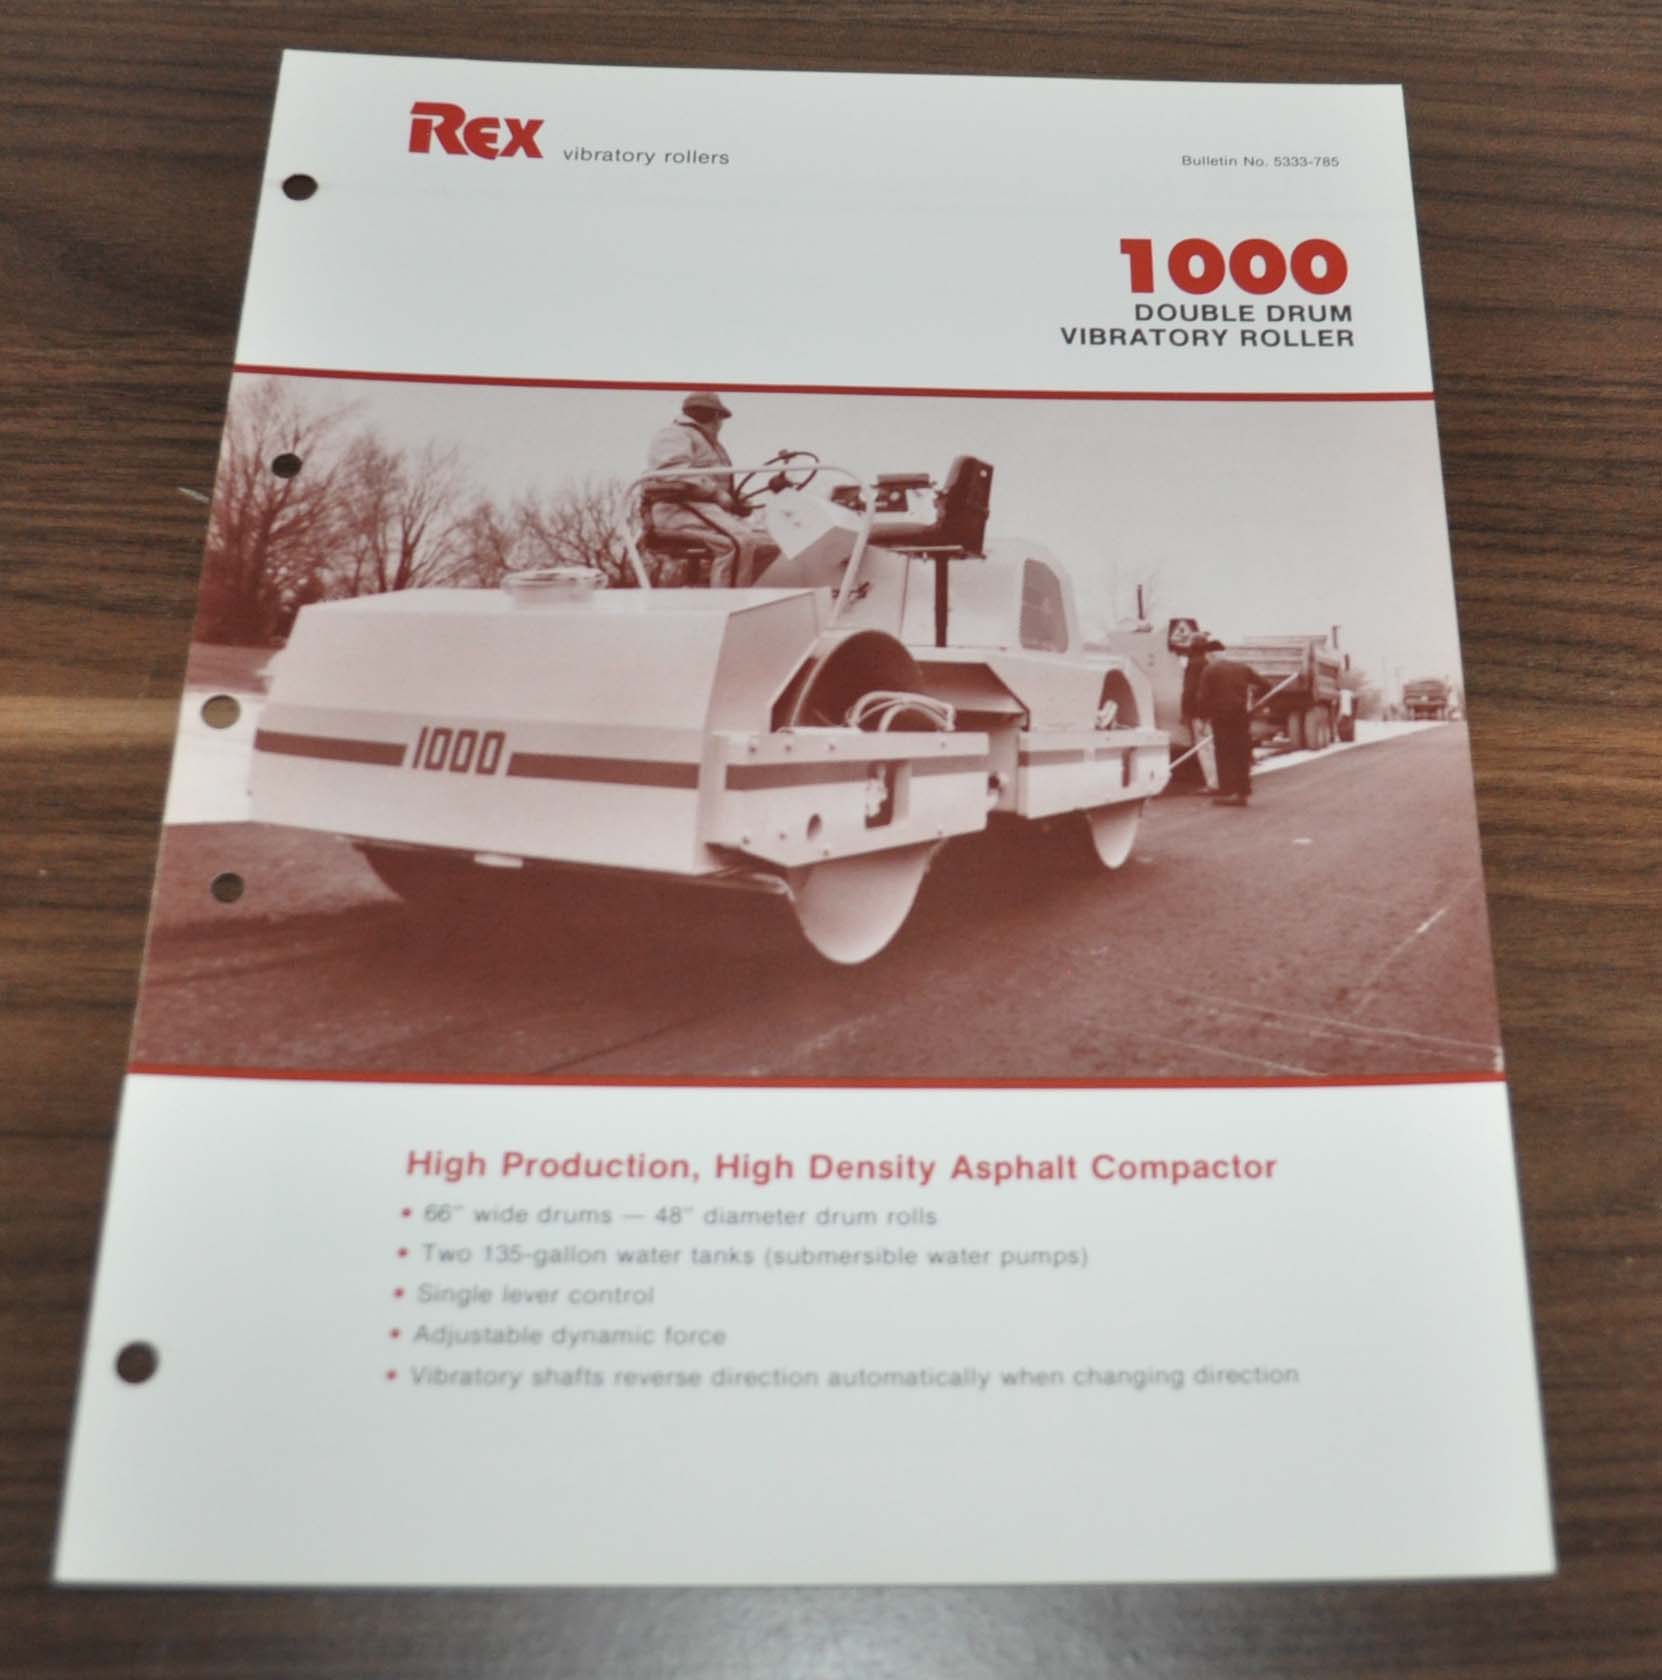 REX vibratory rollers
Bulletin No. 5333-785
1000
DOUBLE DRUM
VIBRATORY ROLLER
1000
High Production, High Density Asphalt Compactor
• 66" wide drums — 48" diameter drum rolls
• Two 135-gallon water tanks (submersible water pumps)
• Single lever control
• Adjustable dynamic force
• Vibratory shafts reverse direction automatically when changing direction